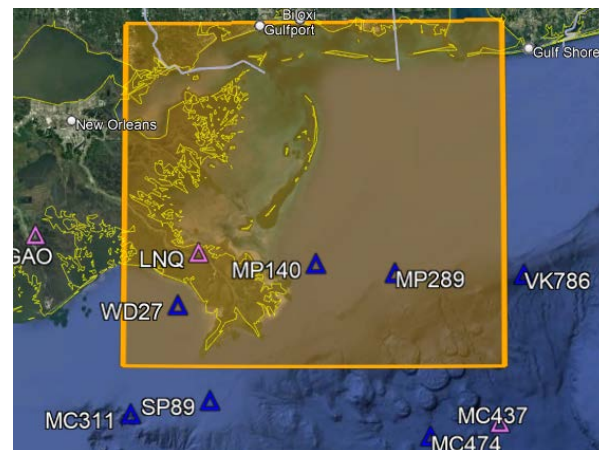 Biloxi
Gulfport
Gulf Shore
New Orleans
GAO
LNQ
MP140
MP289
VK786
WD27
MC311
SP89
MC437
MC474